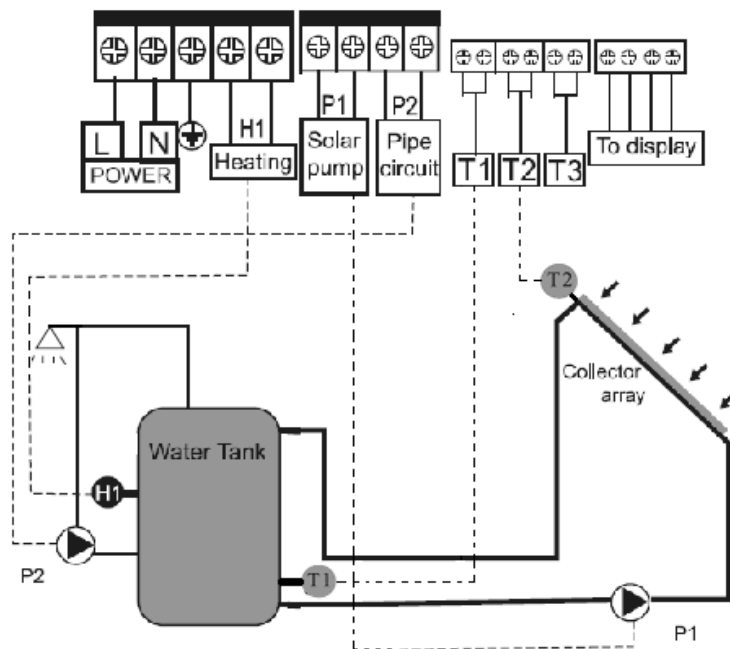 P1
P2
L
N
H1
POWER
Heating
Solar
pump
Pipe
circuit
T1
T2
T3
To display
T2
Collector
array
Water Tank
H1
T1
P2
P1